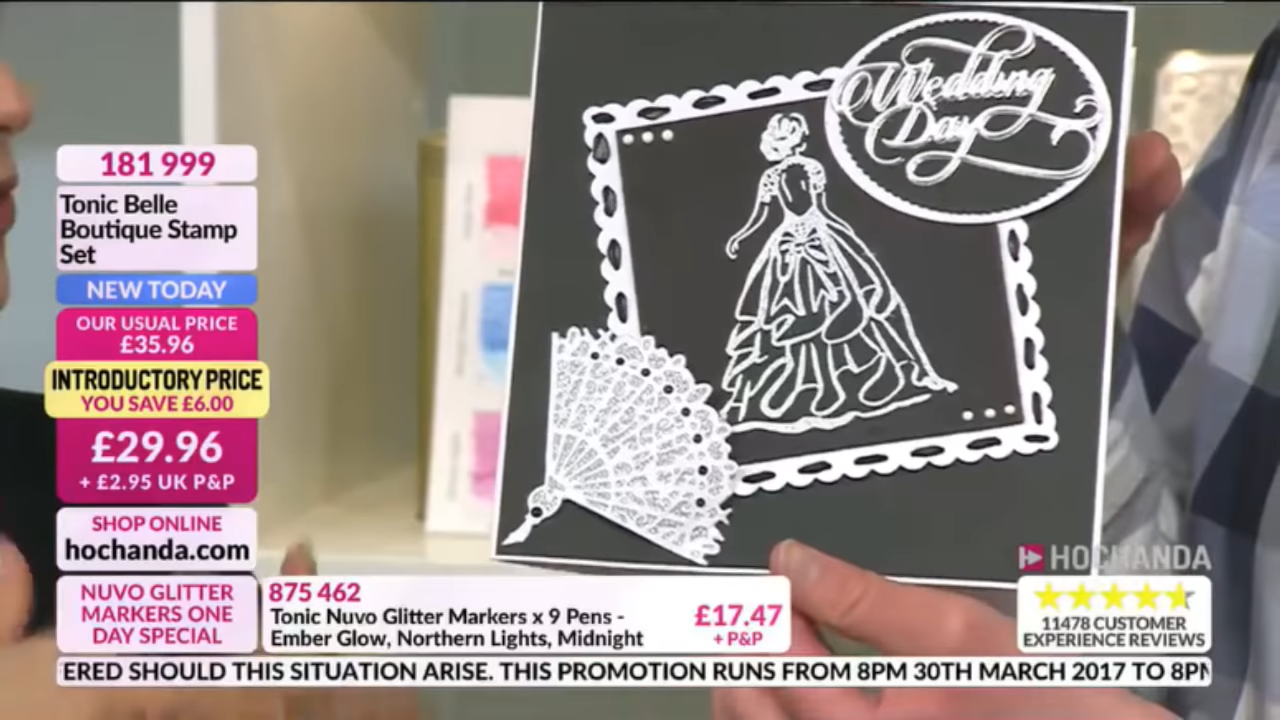 Wedding
Day
181 999
Tonic Belle
Boutique Stamp
Set
NEW TODAY
OUR USUAL PRICE
£35.96
INTRODUCTORY PRICE
YOU SAVE £6.00
£29.96
+ £2.95 UK P&P
SHOP ONLINE
hochanda.com
NUVO GLITTER
MARKERS ONE
DAY SPECIAL
875 462
Tonic Nuvo Glitter Markers x 9 Pens -
Ember Glow, Northern Lights, Midnight
£17.47
+ P&P
HOCHANDA
11478 CUSTOMER
EXPERIENCE REVIEWS
ERED SHOULD THIS SITUATION ARISE. THIS PROMOTION RUNS FROM 8PM 30TH MARCH 2017 TO 8PM